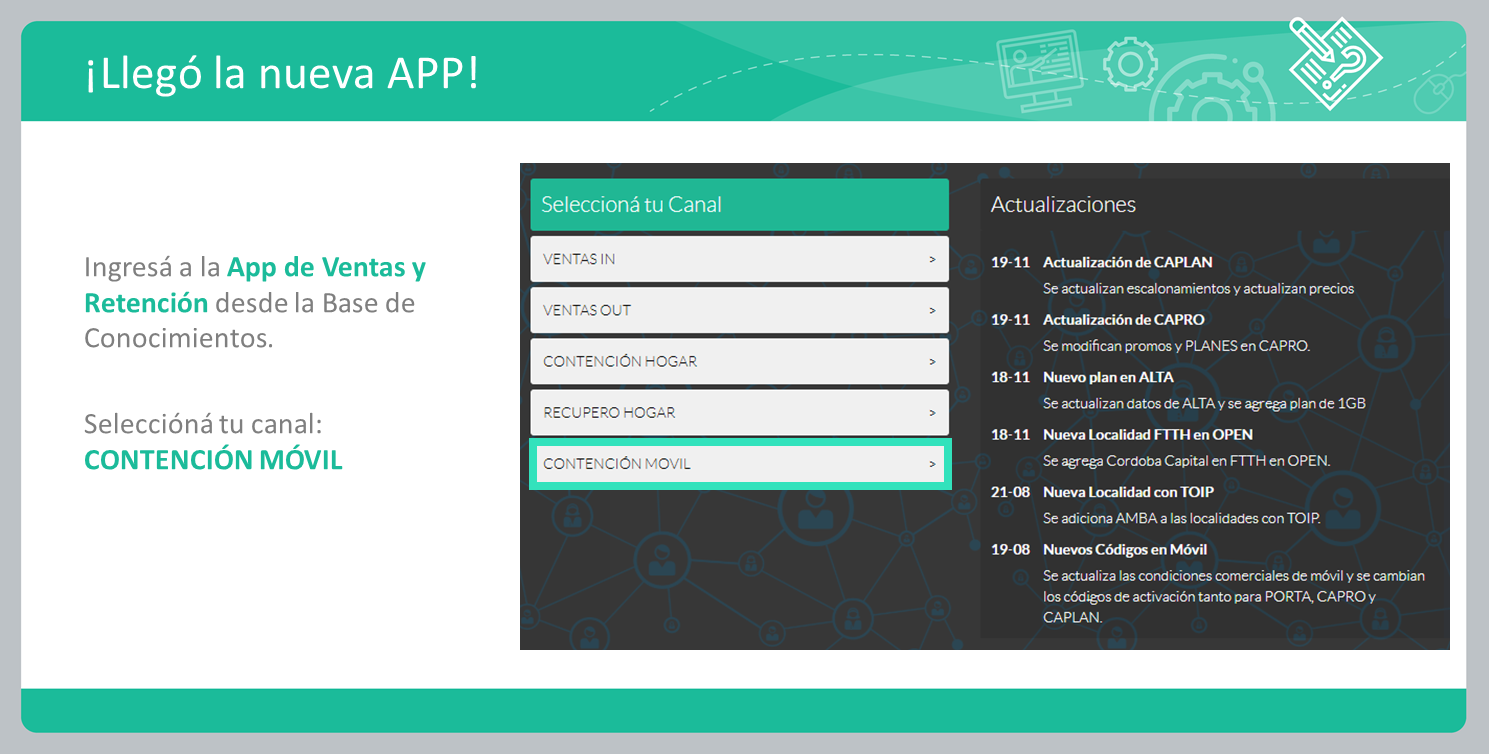 ¡Llegó la nueva APP!
Ingresá a la App de Ventas y
Retención desde la Base de
Conocimientos.
Seleccióná tu canal:
CONTENCIÓN MÓVIL
Seleccioná tu Canal
VENTAS IN >
VENTAS OUT >
CONTENCIÓN HOGAR >
RECUPERO HOGAR >
CONTENCIÓN MOVIL >
Actualizaciones
19-11 Actualización de CAPLAN
Se actualizan escalonamientos y actualizan precios
19-11 Actualización de CAPRO
Se modifican promos y PLANES en CAPRO.
18-11 Nuevo plan en ALTA
Se actualizan datos de ALTA y se agrega plan de 1GB
18-11 Nueva Localidad FTTH en OPEN
Se agrega Cordoba Capital en FTTH en OPEN.
21-08 Nueva Localidad con TOIP
Se adiciona AMBA a las localidades con TOIP.
19-08 Nuevos Códigos en Móvil
Se actualiza las condiciones comerciales de móvil y se cambian
los códigos de activación tanto para PORTA, CAPRO y
CAPLAN.